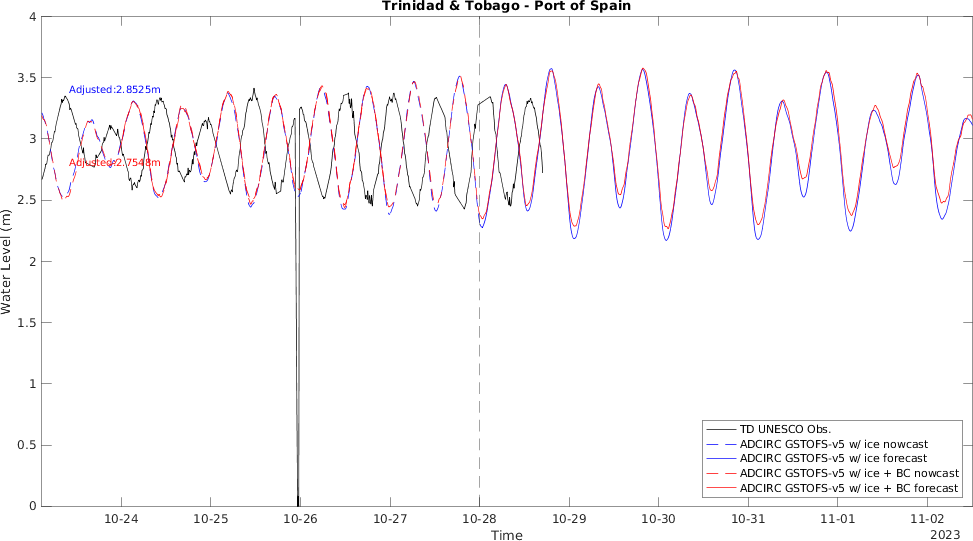 Trinidad & Tobago - Port of Spain
4
3.5
3
2.5
2
1.5
1
0.5
0
Water Level (m)
Adjusted:2.8525m
Adjusted:2.7548m
TD UNESCO Obs.
ADCIRC GSTOFS-v5 w/ ice nowcast
ADCIRC GSTOFS-v5 w/ ice forecast
ADCIRC GSTOFS-v5 w/ ice + BC nowcast
ADCIRC GSTOFS-v5 w/ ice + BC forecast
10-24 10-25 10-26 10-27 10-28 10-29 10-30 10-31 11-01 11-02
2023
Time